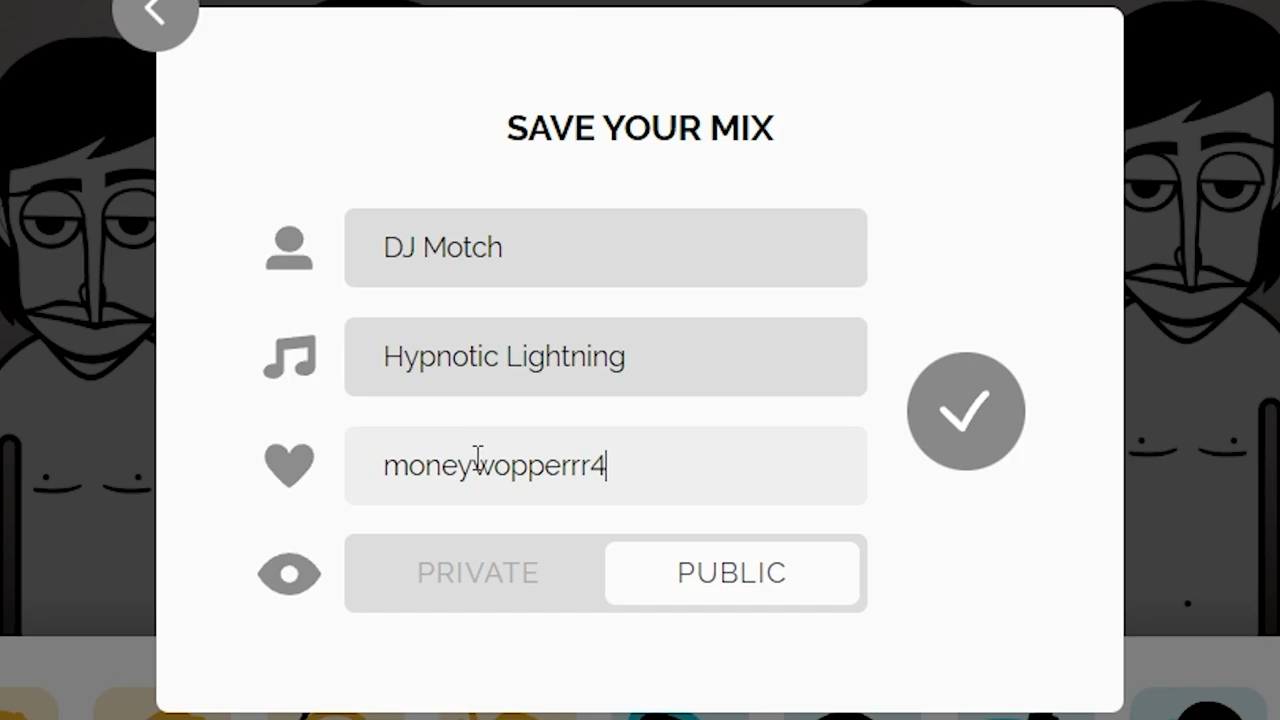 SAVE YOUR MIX
DJ Motch
Hypnotic Lightning
moneywopperrr4
PRIVATE
PUBLIC